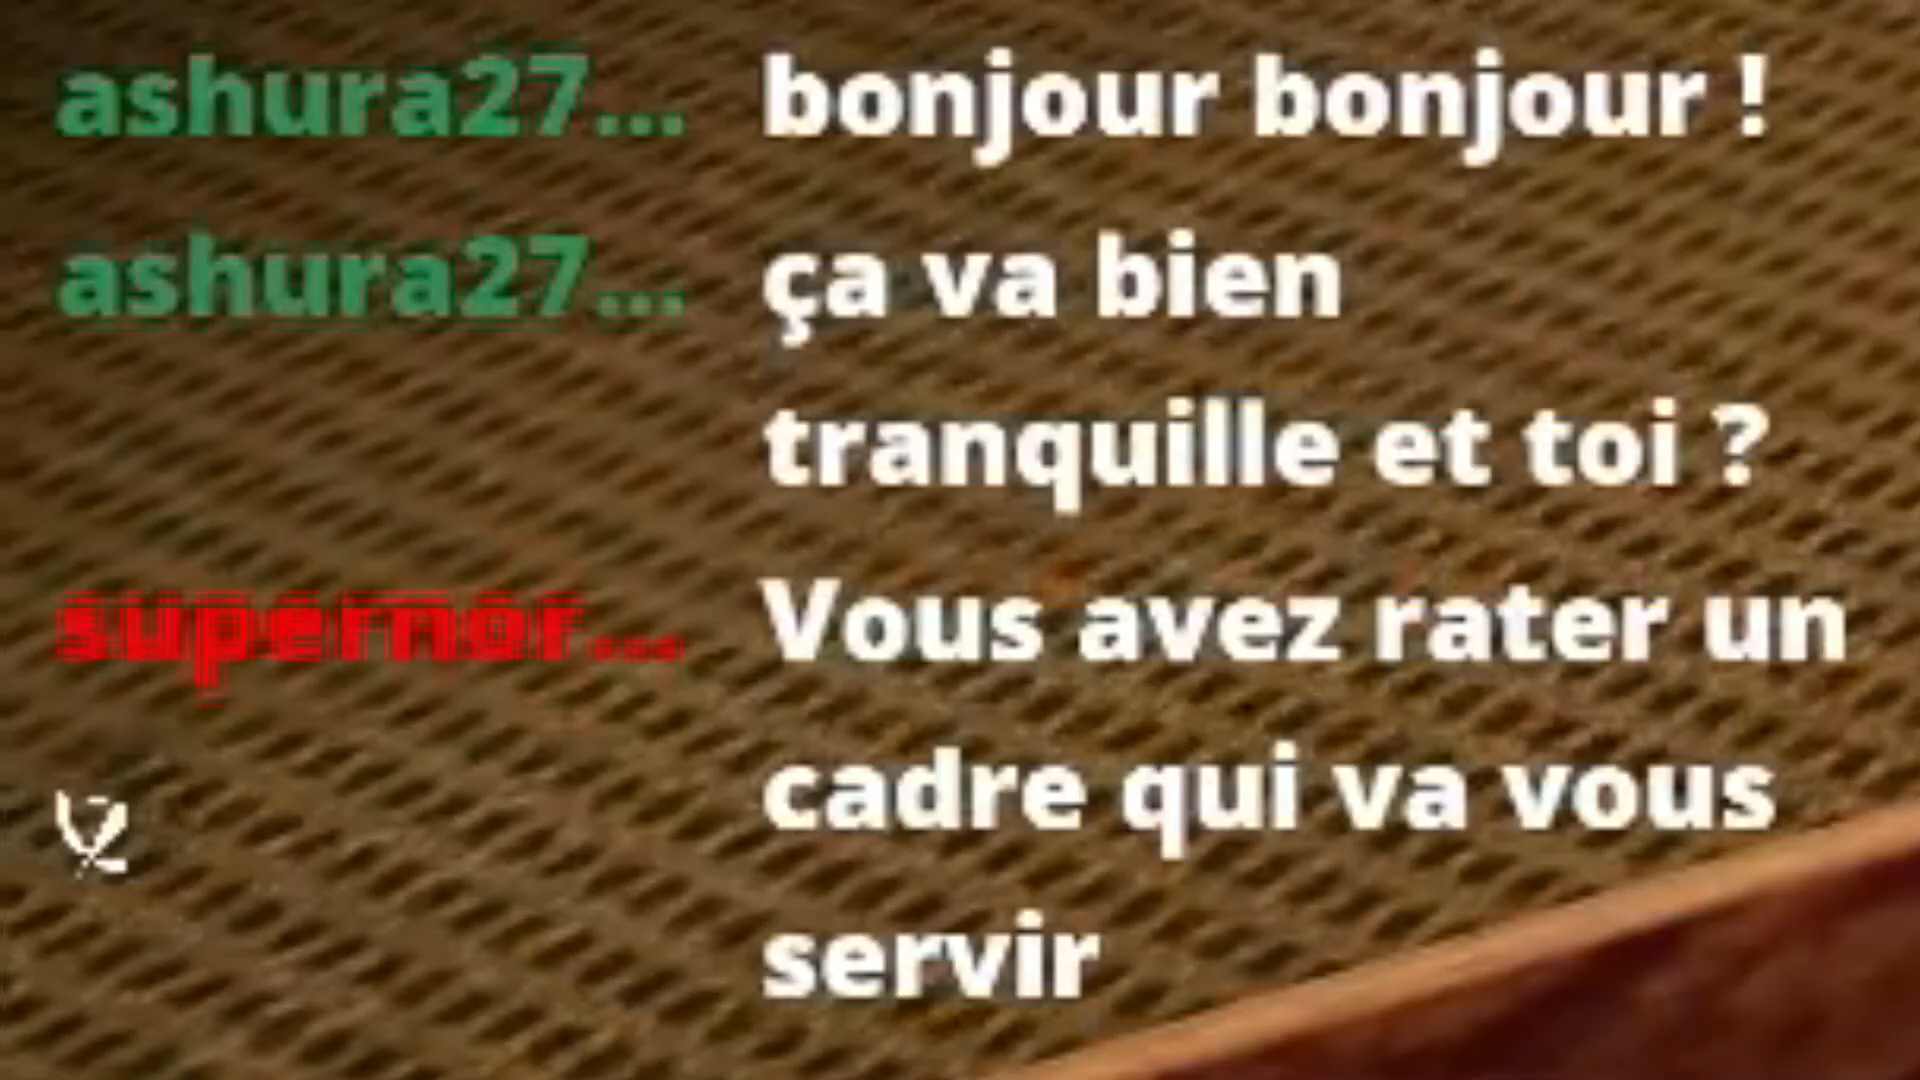 ashura27... bonjour bonjour !
ashura27... ça va bien
tranquille et toi ?
supernor... Vous avez rater un
cadre qui va vous
servir